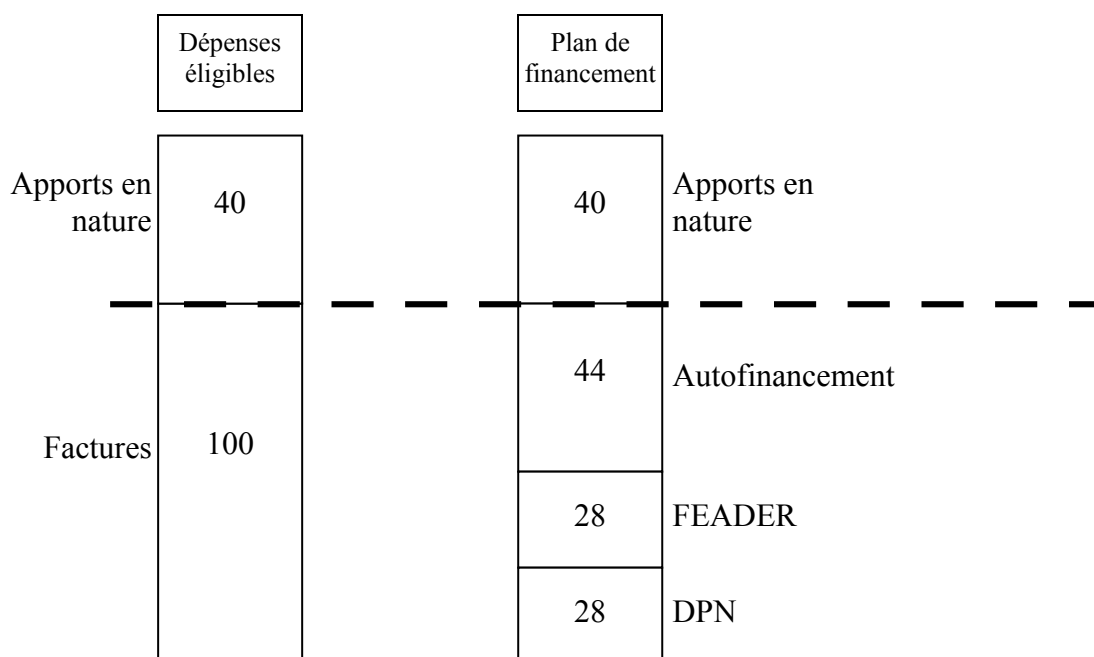 Dépenses
éligibles
Plan de
financement
Apports en
nature
40
40
Apports en
nature
44
Autofinancement
Factures
100
28
FEADER
28
DPN